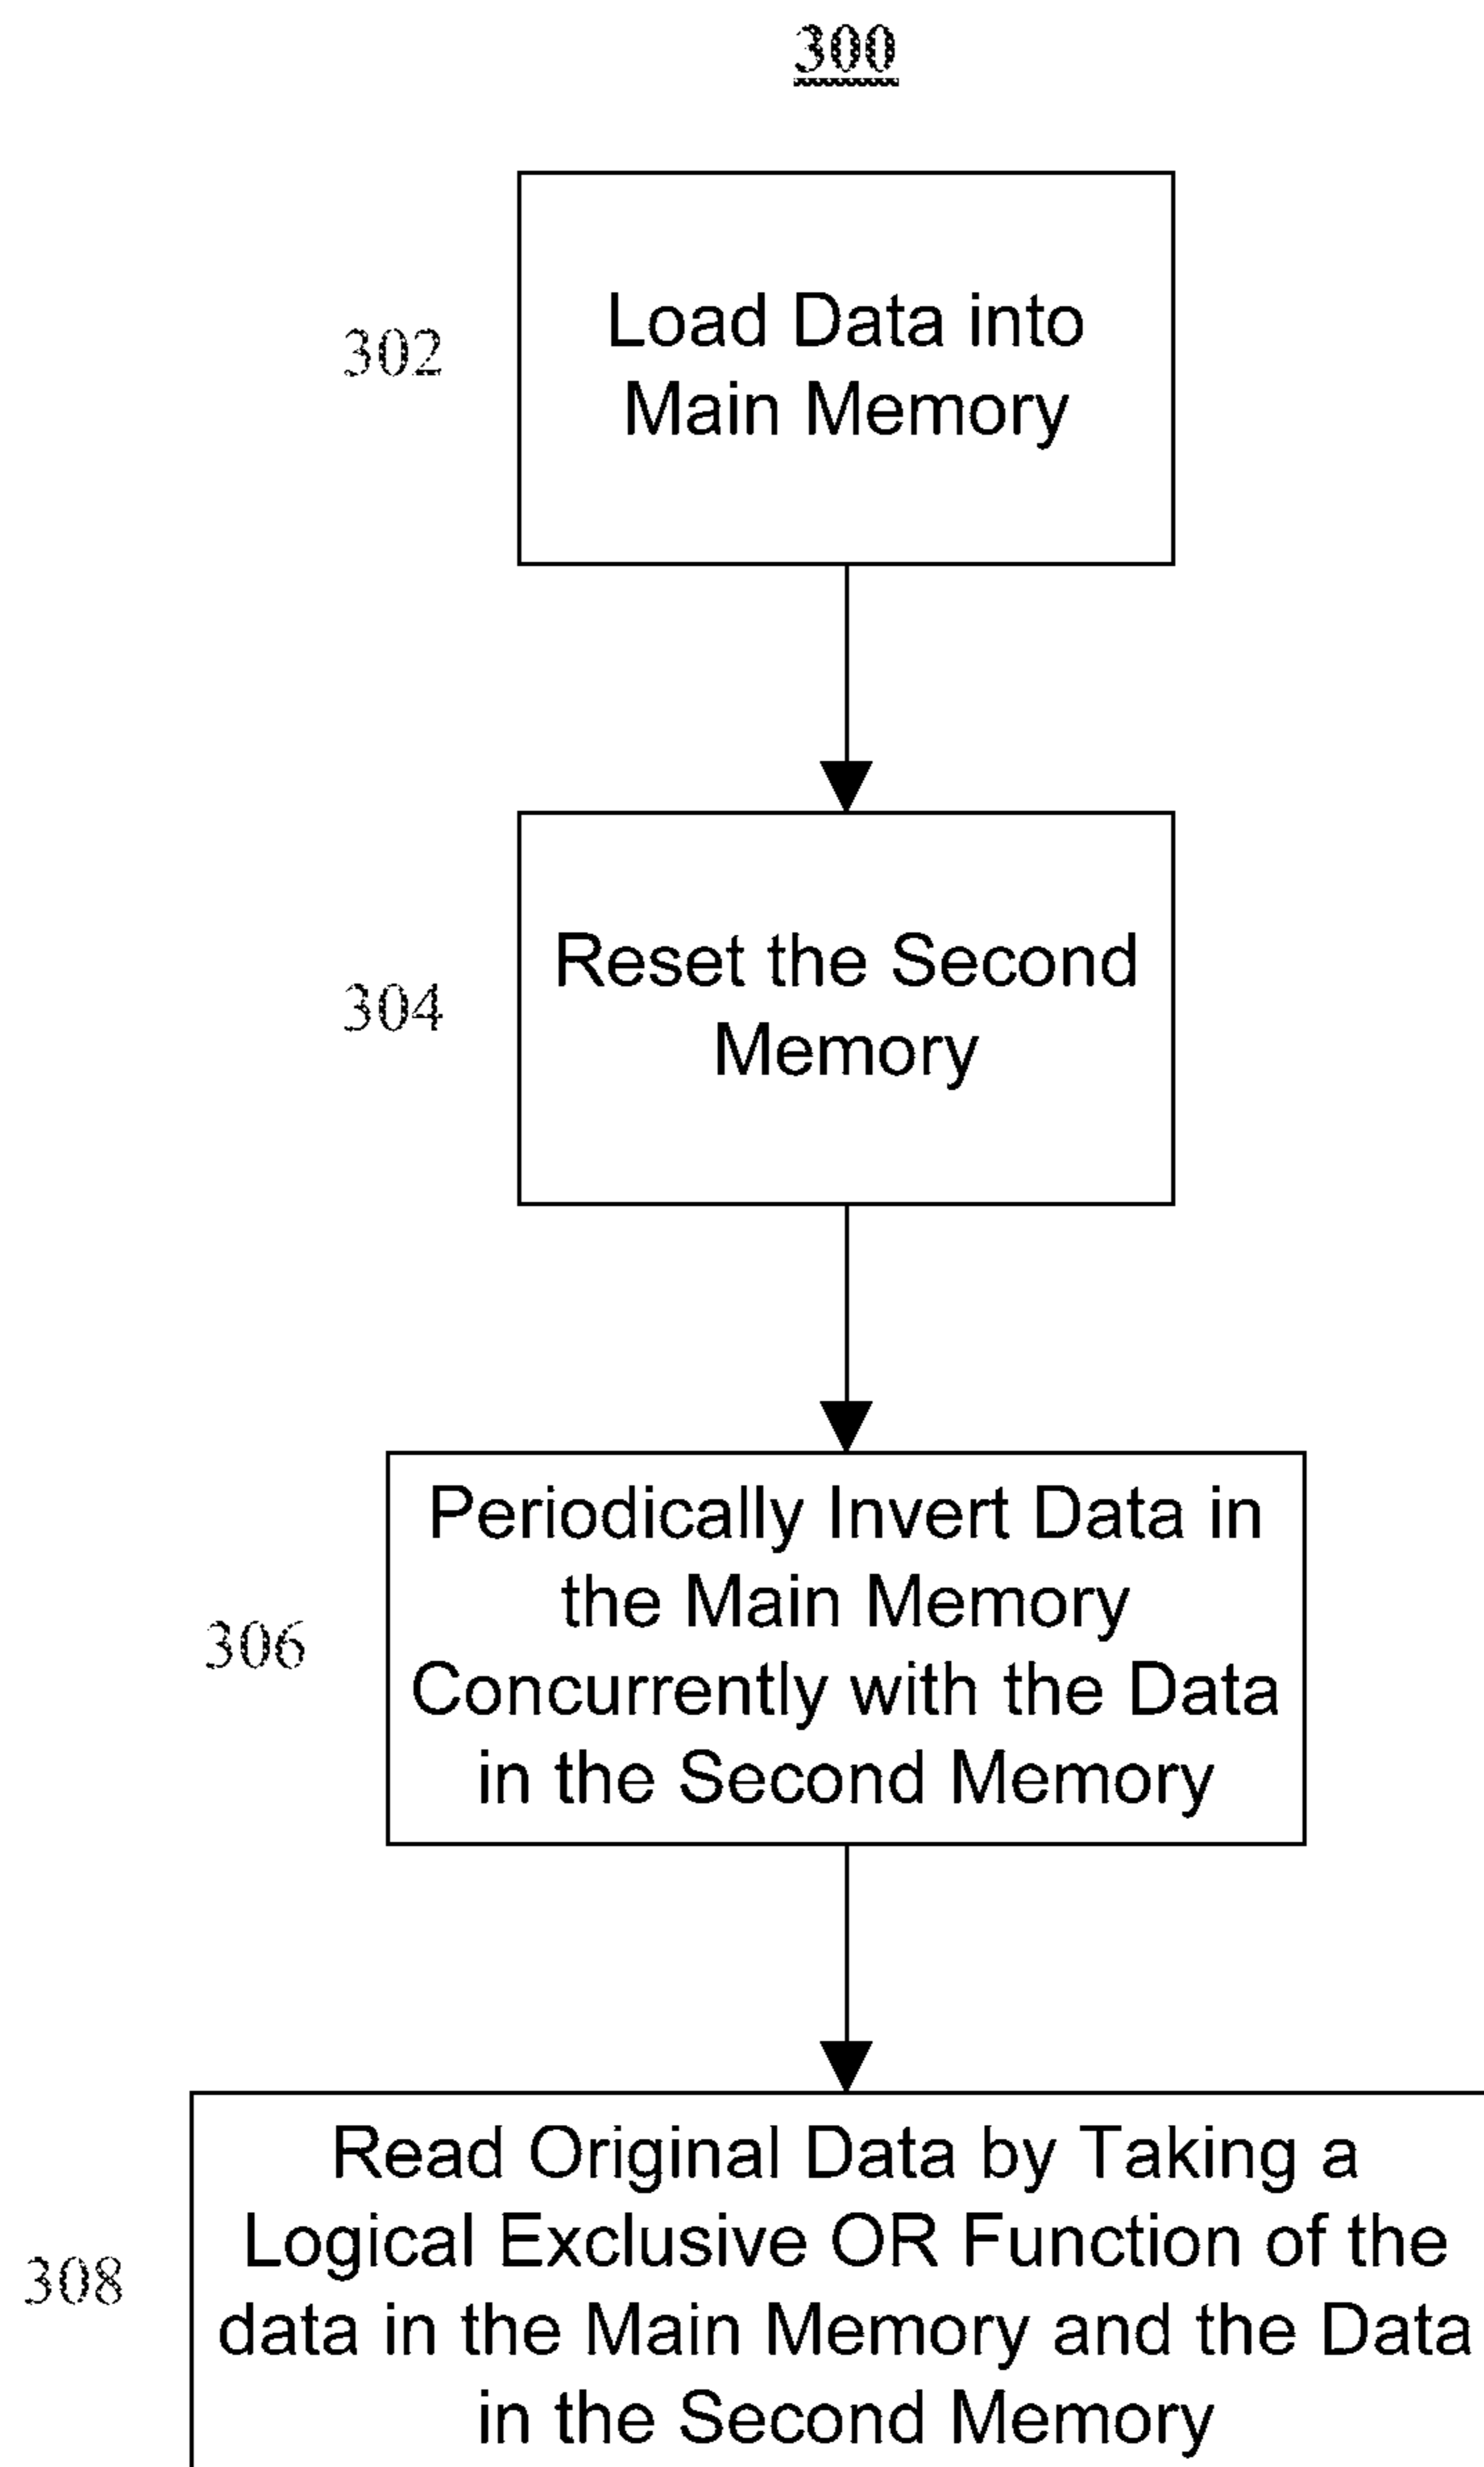 300
302
Load Data into
Main Memory
304
Reset the Second
Memory
306
Periodically Invert Data in
the Main Memory
Concurrently with the Data
in the Second Memory
308
Read Original Data by Taking a
Logical Exclusive OR Function of the
data in the Main Memory and the Data
in the Second Memory